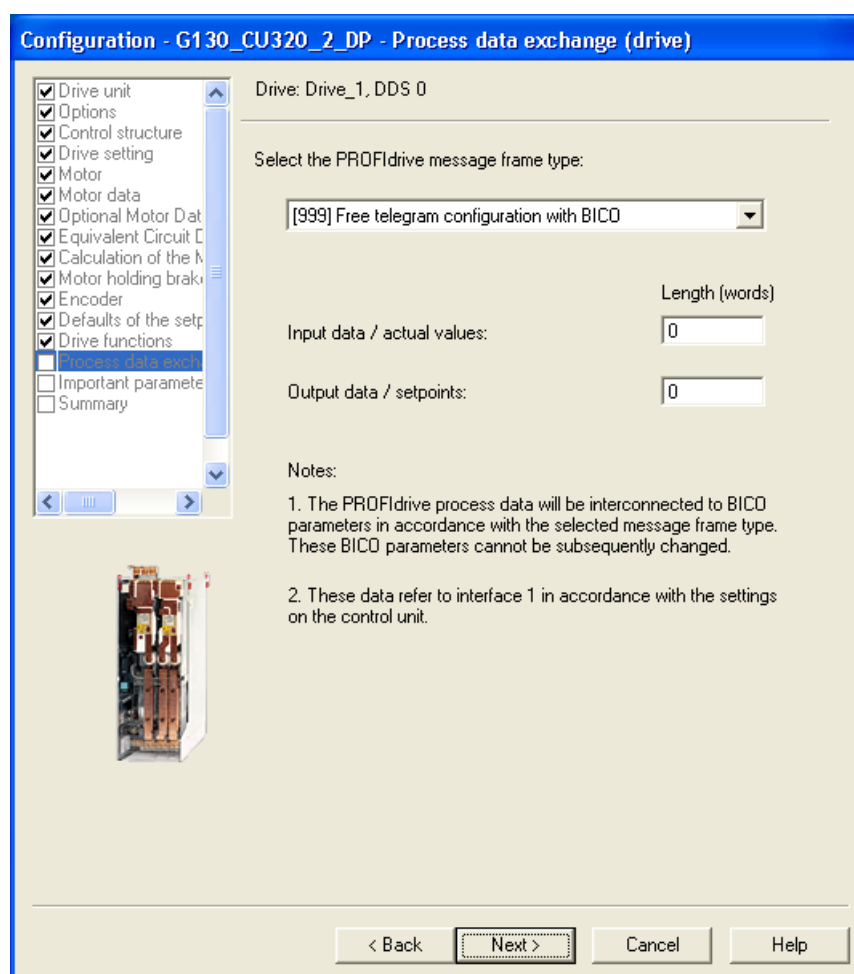 Configuration - G130_CU320_2_DP - Process data exchange (drive)
Drive unit
Options
Control structure
Drive setting
Motor
Motor data
Optional Motor Dat
Equivalent Circuit D
Calculation of the M
Motor holding brake
Encoder
Defaults of the setp
Drive functions
Process data exch
Important paramete
Summary
Drive: Drive_1, DDS 0
Select the PROFIdrive message frame type:
[999] Free telegram configuration with BICO
Length (words)
Input data / actual values:
0
Output data / setpoints:
0
Notes:
1. The PROFIdrive process data will be interconnected to BICO
parameters in accordance with the selected message frame type.
These BICO parameters cannot be subsequently changed.
2. These data refer to interface 1 in accordance with the settings
on the control unit.
< Back
Next >
Cancel
Help